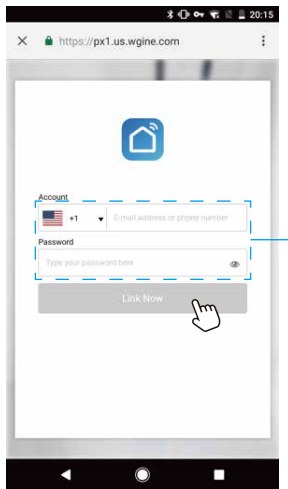 20:15
https://px1.us.wgine.com
Account
+1 E-mail address or phone number
Password
Type your password here
Link Now